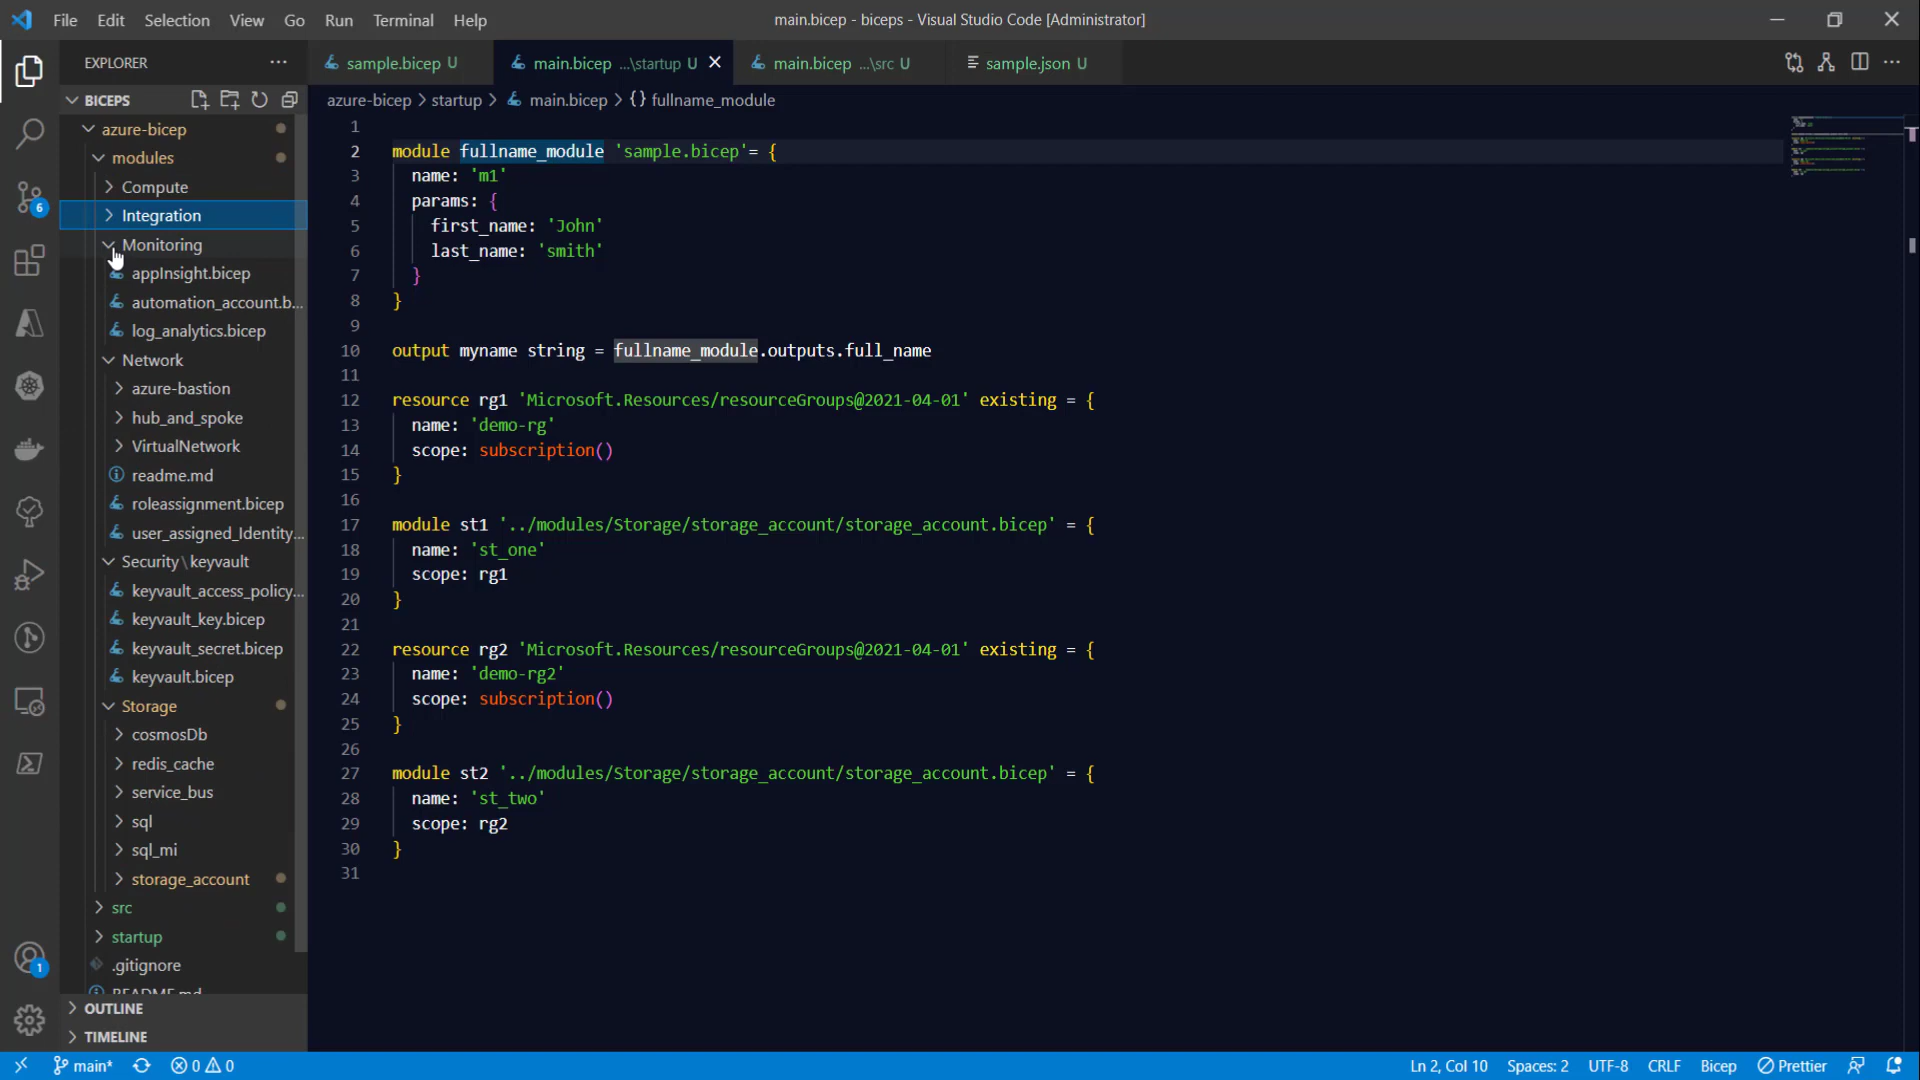 File Edit Selection View Go Run Terminal Help
main.bicep - biceps - Visual Studio Code [Administrator]
EXPLORER
BICEPS
azure-bicep
modules
Compute
Integration
Monitoring
appInsight.bicep
automation_account.b...
log_analytics.bicep
Network
azure-bastion
hub_and_spoke
VirtualNetwork
readme.md
roleassignment.bicep
user_assigned_Identity...
Security\keyvault
keyvault_access_policy...
keyvault_key.bicep
keyvault_secret.bicep
keyvault.bicep
Storage
cosmosDb
redis_cache
service_bus
sql
sql_mi
storage_account
src
startup
.gitignore
README.md
OUTLINE
TIMELINE
6
1
sample.bicep U
main.bicep ...\startup U
main.bicep ...\src U
sample.json U
azure-bicep > startup > main.bicep > {} fullname_module
1
2 module fullname_module 'sample.bicep'= {
3 name: 'm1'
4 params: {
5 first_name: 'John'
6 last_name: 'smith'
7 }
8 }
9
10 output myname string = fullname_module.outputs.full_name
11
12 resource rg1 'Microsoft.Resources/resourceGroups@2021-04-01' existing = {
13 name: 'demo-rg'
14 scope: subscription()
15 }
16
17 module st1 '../modules/Storage/storage_account/storage_account.bicep' = {
18 name: 'st_one'
19 scope: rg1
20 }
21
22 resource rg2 'Microsoft.Resources/resourceGroups@2021-04-01' existing = {
23 name: 'demo-rg2'
24 scope: subscription()
25 }
26
27 module st2 '../modules/Storage/storage_account/storage_account.bicep' = {
28 name: 'st_two'
29 scope: rg2
30 }
31
main* 0 0 Ln 2, Col 10 Spaces: 2 UTF-8 CRLF Bicep Prettier